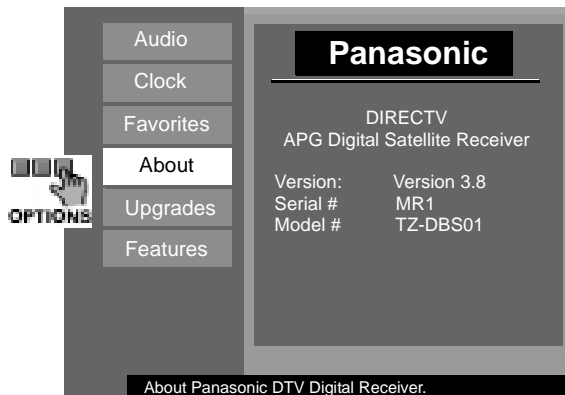 Audio
Clock
Favorites
About
Upgrades
Features
OPTIONS
Panasonic
DIRECTV
APG Digital Satellite Receiver
Version: Version 3.8
Serial # MR1
Model # TZ-DBS01
About Panasonic DTV Digital Receiver.